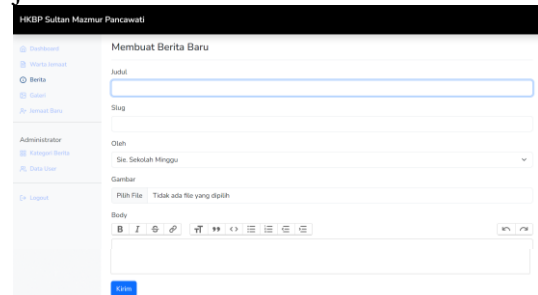 HKBP Sultan Mazmur Pancawati
Dashboard
Warta Jemaat
Berita
Galeri
Jemaat Baru
Administrator
Kategori Berita
Data User
Logout
Membuat Berita Baru
Judul
Slug
Oleh
Sie. Sekolah Minggu
Gambar
Pilih File Tidak ada file yang dipilih
Body
B I S
Kirim